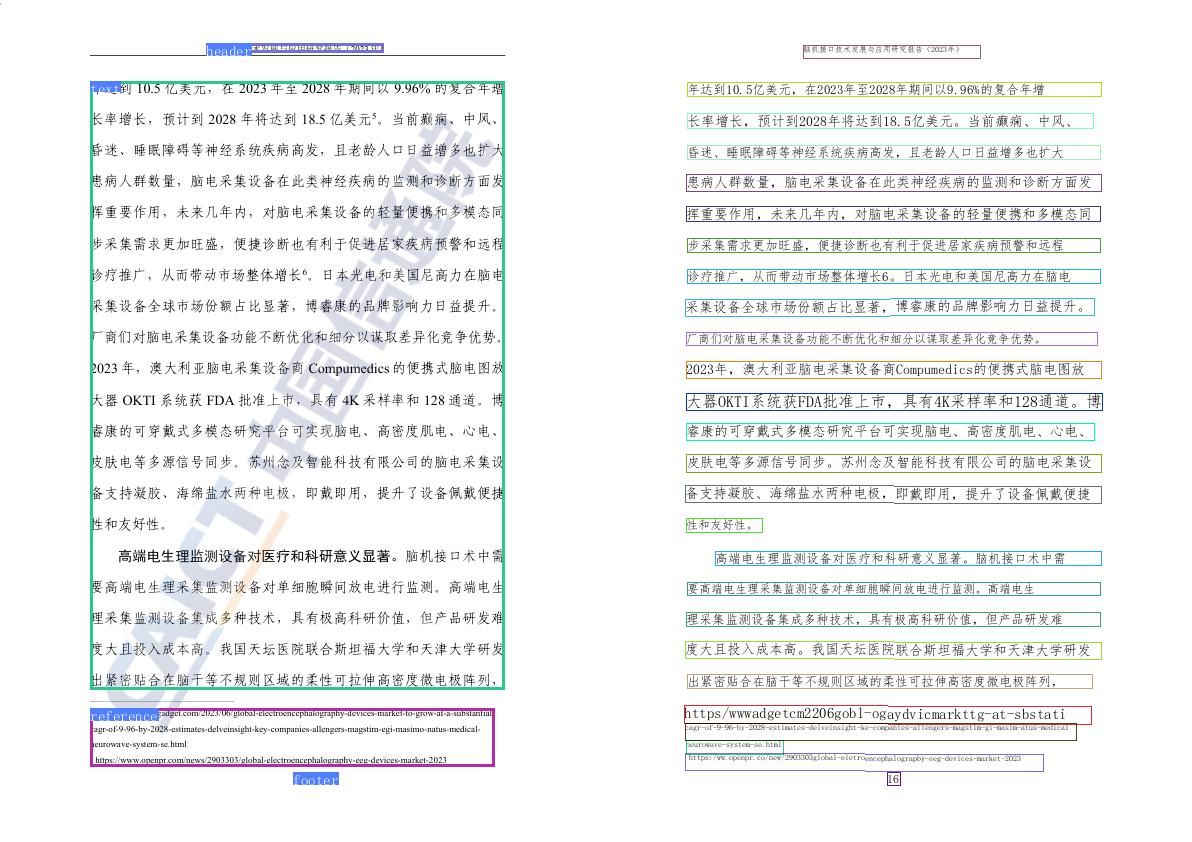 header
text达到 10.5 亿美元，在 2023 年至 2028 年期间以 9.96% 的复合年增
长率增长，预计到 2028 年将达到 18.5 亿美元5。当前癫痫、中风、
昏迷、睡眠障碍等神经系统疾病高发，且老龄人口日益增多也扩大
患病人群数量，脑电采集设备在此类神经疾病的监测和诊断方面发
挥重要作用，未来几年内，对脑电采集设备的轻量便携和多模态同
步采集需求更加旺盛，便捷诊断也有利于促进居家疾病预警和远程
诊疗推广，从而带动市场整体增长6。日本光电和美国尼高力在脑电
采集设备全球市场份额占比显著，博睿康的品牌影响力日益提升。
厂商们对脑电采集设备功能不断优化和细分以谋取差异化竞争优势。
2023 年，澳大利亚脑电采集设备商 Compumedics 的便携式脑电图放
大器 OKTI 系统获 FDA 批准上市，具有 4K 采样率和 128 通道。博
睿康的可穿戴式多模态研究平台可实现脑电、高密度肌电、心电、
皮肤电等多源信号同步。苏州念及智能科技有限公司的脑电采集设
备支持凝胶、海绵盐水两种电极，即戴即用，提升了设备佩戴便捷
性和友好性。
高端电生理监测设备对医疗和科研意义显著。脑机接口术中需
要高端电生理采集监测设备对单细胞瞬间放电进行监测。高端电生
理采集监测设备集成多种技术，具有极高科研价值，但产品研发难
度大且投入成本高。我国天坛医院联合斯坦福大学和天津大学研发
出紧密贴合在脑干等不规则区域的柔性可拉伸高密度微电极阵列，
CAICT 中国信通院
reference adget.com/2023/06/global-electroencephalography-devices-market-to-grow-at-a-substantial-
cagr-of-9-96-by-2028-estimates-delveinsight-key-companies-allengers-magstim-egi-masimo-natus-medical-
neurowave-system-se.html
https://www.openpr.com/news/2903303/global-electroencephalography-eeg-devices-market-2023
footer
脑机接口技术发展与应用研究报告（2023年）
年达到10.5亿美元，在2023年至2028年期间以9.96%的复合年增
长率增长，预计到2028年将达到18.5亿美元。当前癫痫、中风、
昏迷、睡眠障碍等神经系统疾病高发，且老龄人口日益增多也扩大
患病人群数量，脑电采集设备在此类神经疾病的监测和诊断方面发
挥重要作用，未来几年内，对脑电采集设备的轻量便携和多模态同
步采集需求更加旺盛，便捷诊断也有利于促进居家疾病预警和远程
诊疗推广，从而带动市场整体增长6。日本光电和美国尼高力在脑电
采集设备全球市场份额占比显著，博睿康的品牌影响力日益提升。
厂商们对脑电采集设备功能不断优化和细分以谋取差异化竞争优势。
2023年，澳大利亚脑电采集设备商Compumedics的便携式脑电图放
大器OKTI系统获FDA批准上市，具有4K采样率和128通道。博
睿康的可穿戴式多模态研究平台可实现脑电、高密度肌电、心电、
皮肤电等多源信号同步。苏州念及智能科技有限公司的脑电采集设
备支持凝胶、海绵盐水两种电极，即戴即用，提升了设备佩戴便捷
性和友好性。
高端电生理监测设备对医疗和科研意义显著。脑机接口术中需
要高端电生理采集监测设备对单细胞瞬间放电进行监测。高端电生
理采集监测设备集成多种技术，具有极高科研价值，但产品研发难
度大且投入成本高。我国天坛医院联合斯坦福大学和天津大学研发
出紧密贴合在脑干等不规则区域的柔性可拉伸高密度微电极阵列，
https/wwwadgetcm2206gobl-ogaydvicmarkttg-at-sbstati
cagr-of-9-96-by-2028-estimates-delveinsight-ke-companies-allengers-magstim-gi-masim-atus-medical
neurowave-system-se.html
https:/ww.openpr.co/new/2903303global-eletroencephalography-eeg-devices-market-2023
16